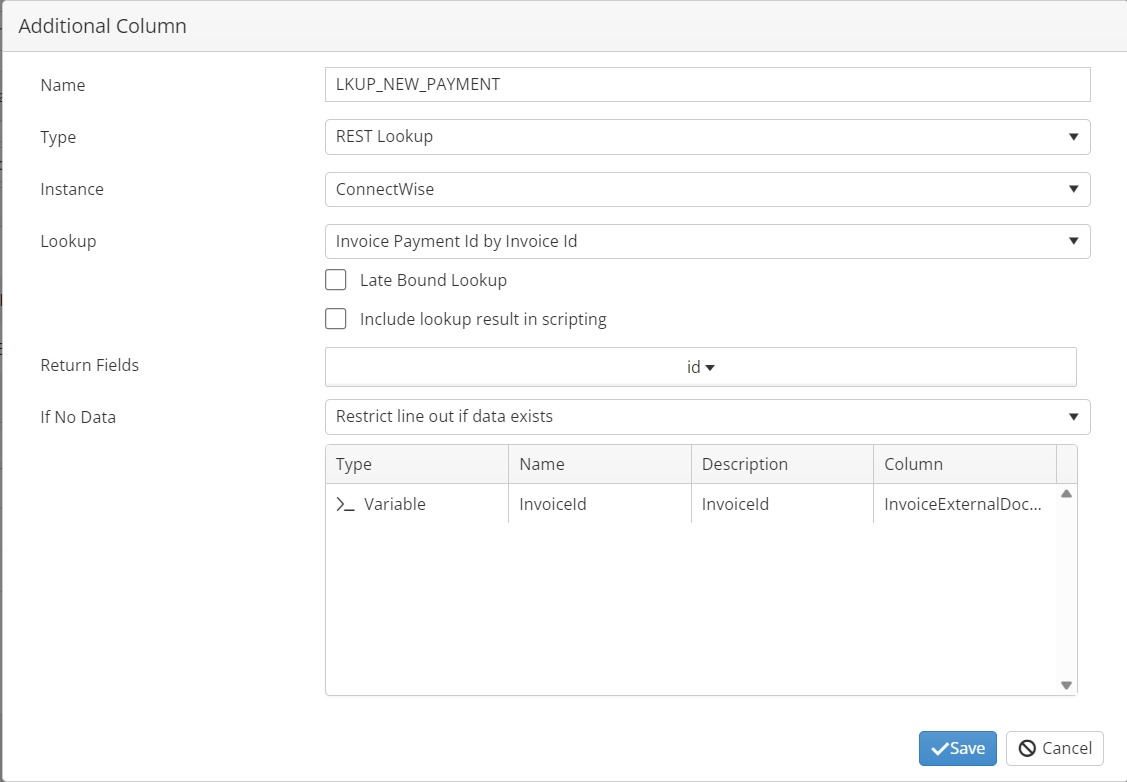 Additional Column
Name
LKUP_NEW_PAYMENT
Type
REST Lookup
Instance
ConnectWise
Lookup
Invoice Payment Id by Invoice Id
Late Bound Lookup
Include lookup result in scripting
Return Fields
id
If No Data
Restrict line out if data exists
Type Name Description Column
Variable InvoiceId InvoiceId InvoiceExternalDoc...
Save Cancel